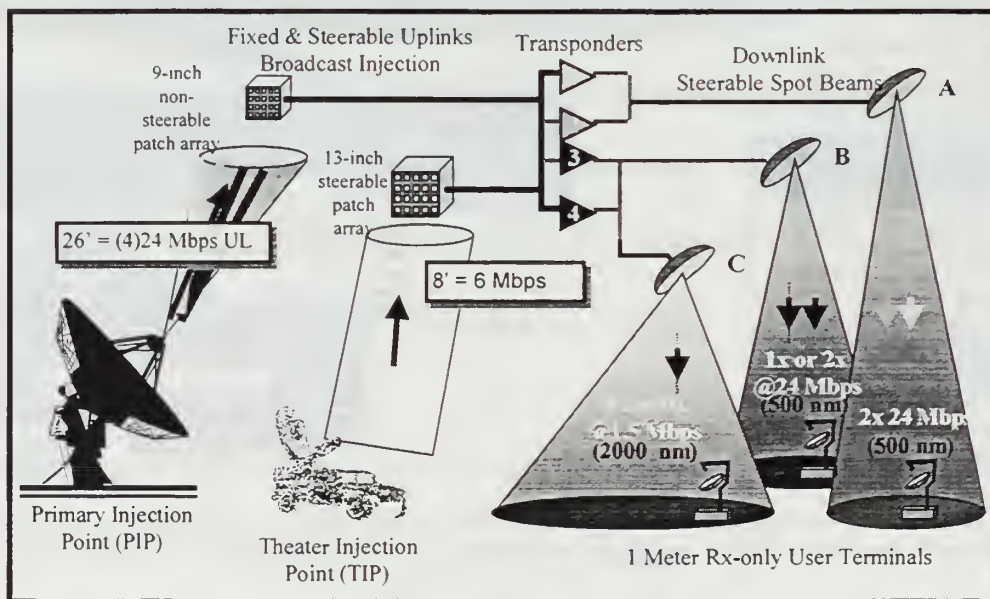 Fixed & Steerable Uplinks
Broadcast Injection
Transponders
Downlink
Steerable Spot Beams
9-inch
non-
steerable
patch array
13-inch
steerable
patch
array
A
B
C
3
4
26' = (4)24 Mbps UL
8' = 6 Mbps
1x or 2x
@24 Mbps
(500 nm)
2x 24 Mbps
(500 nm)
Mbps
(2000 nm)
Primary Injection
Point (PIP)
Theater Injection
Point (TIP)
1 Meter Rx-only User Terminals